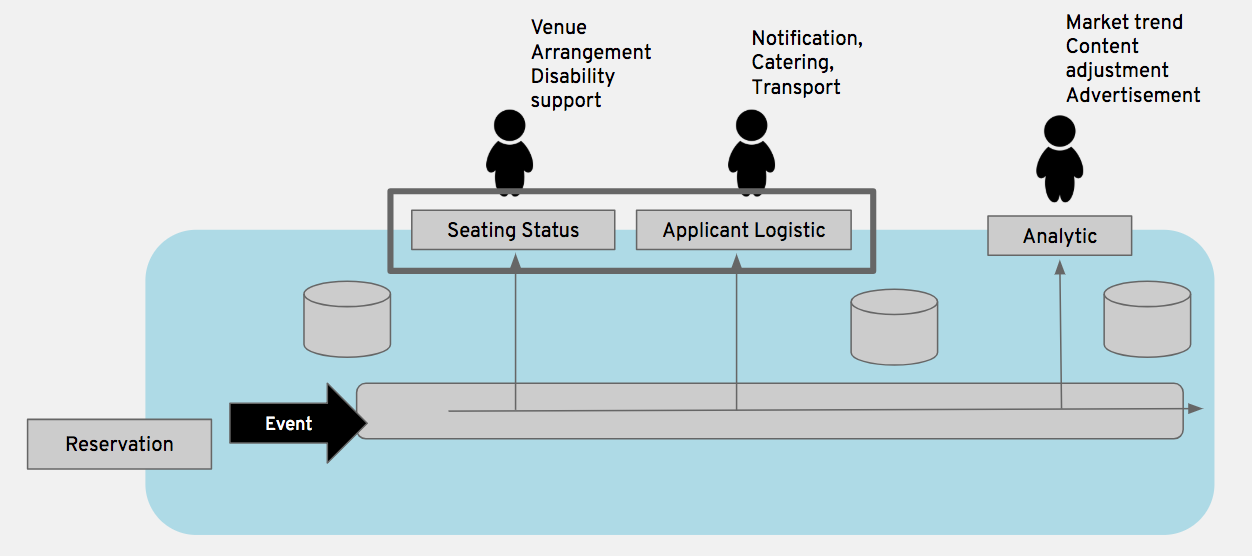 Venue
Arrangement
Disability
support
Notification,
Catering,
Transport
Market trend
Content
adjustment
Advertisement
Seating Status
Applicant Logistic
Analytic
Event
Reservation